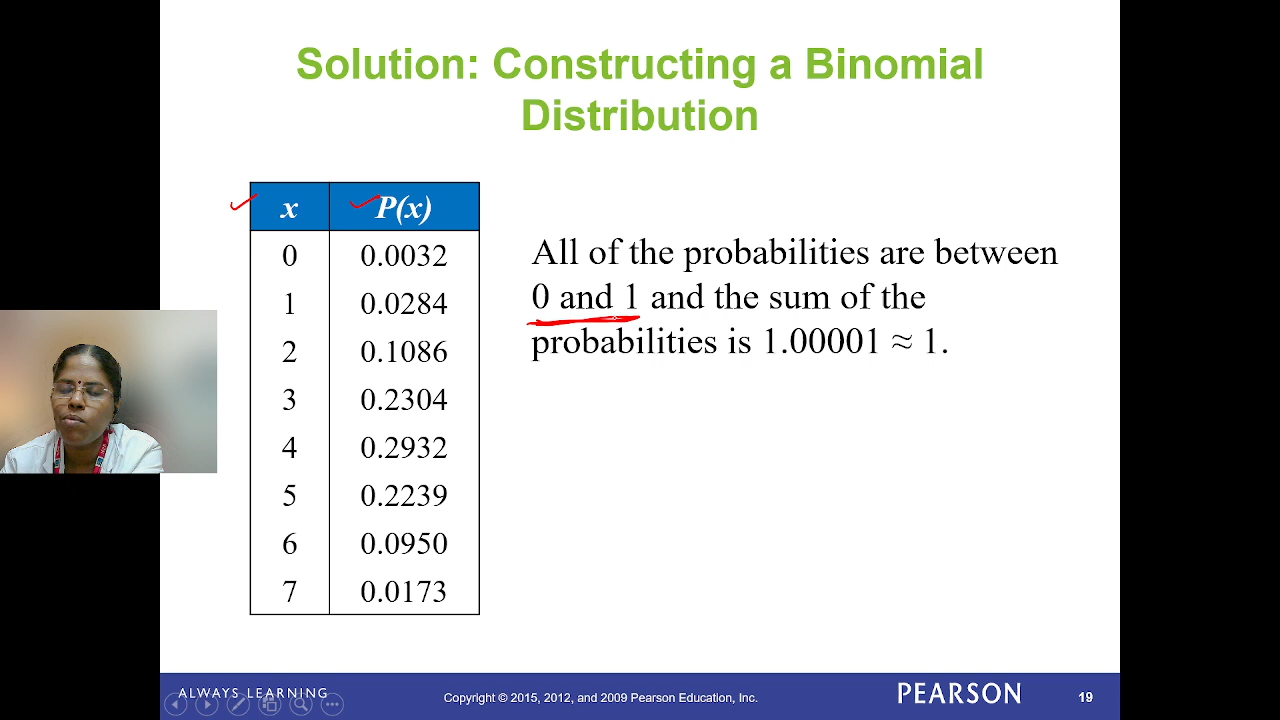 Solution: Constructing a Binomial
Distribution
x P(x)
0 0.0032
1 0.0284
2 0.1086
3 0.2304
4 0.2932
5 0.2239
6 0.0950
7 0.0173
All of the probabilities are between
0 and 1 and the sum of the
probabilities is 1.00001 ≈ 1.
ALWAYS LEARNING
Copyright © 2015, 2012, and 2009 Pearson Education, Inc.
PEARSON
19